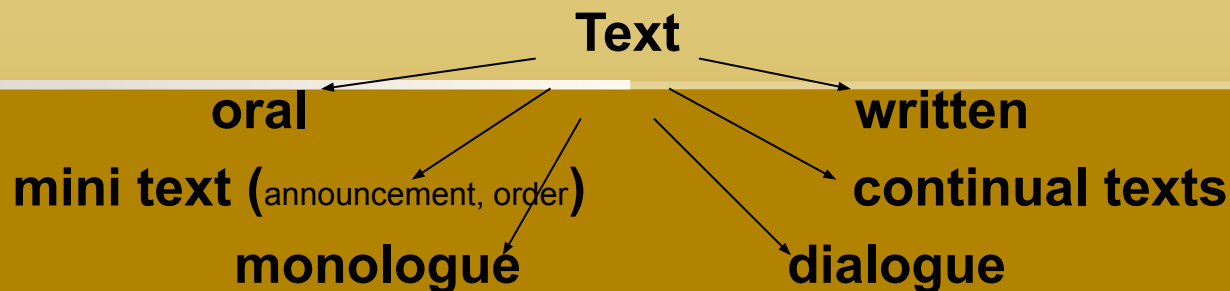 Text
oral written
mini text (announcement, order) continual texts
monologue dialogue